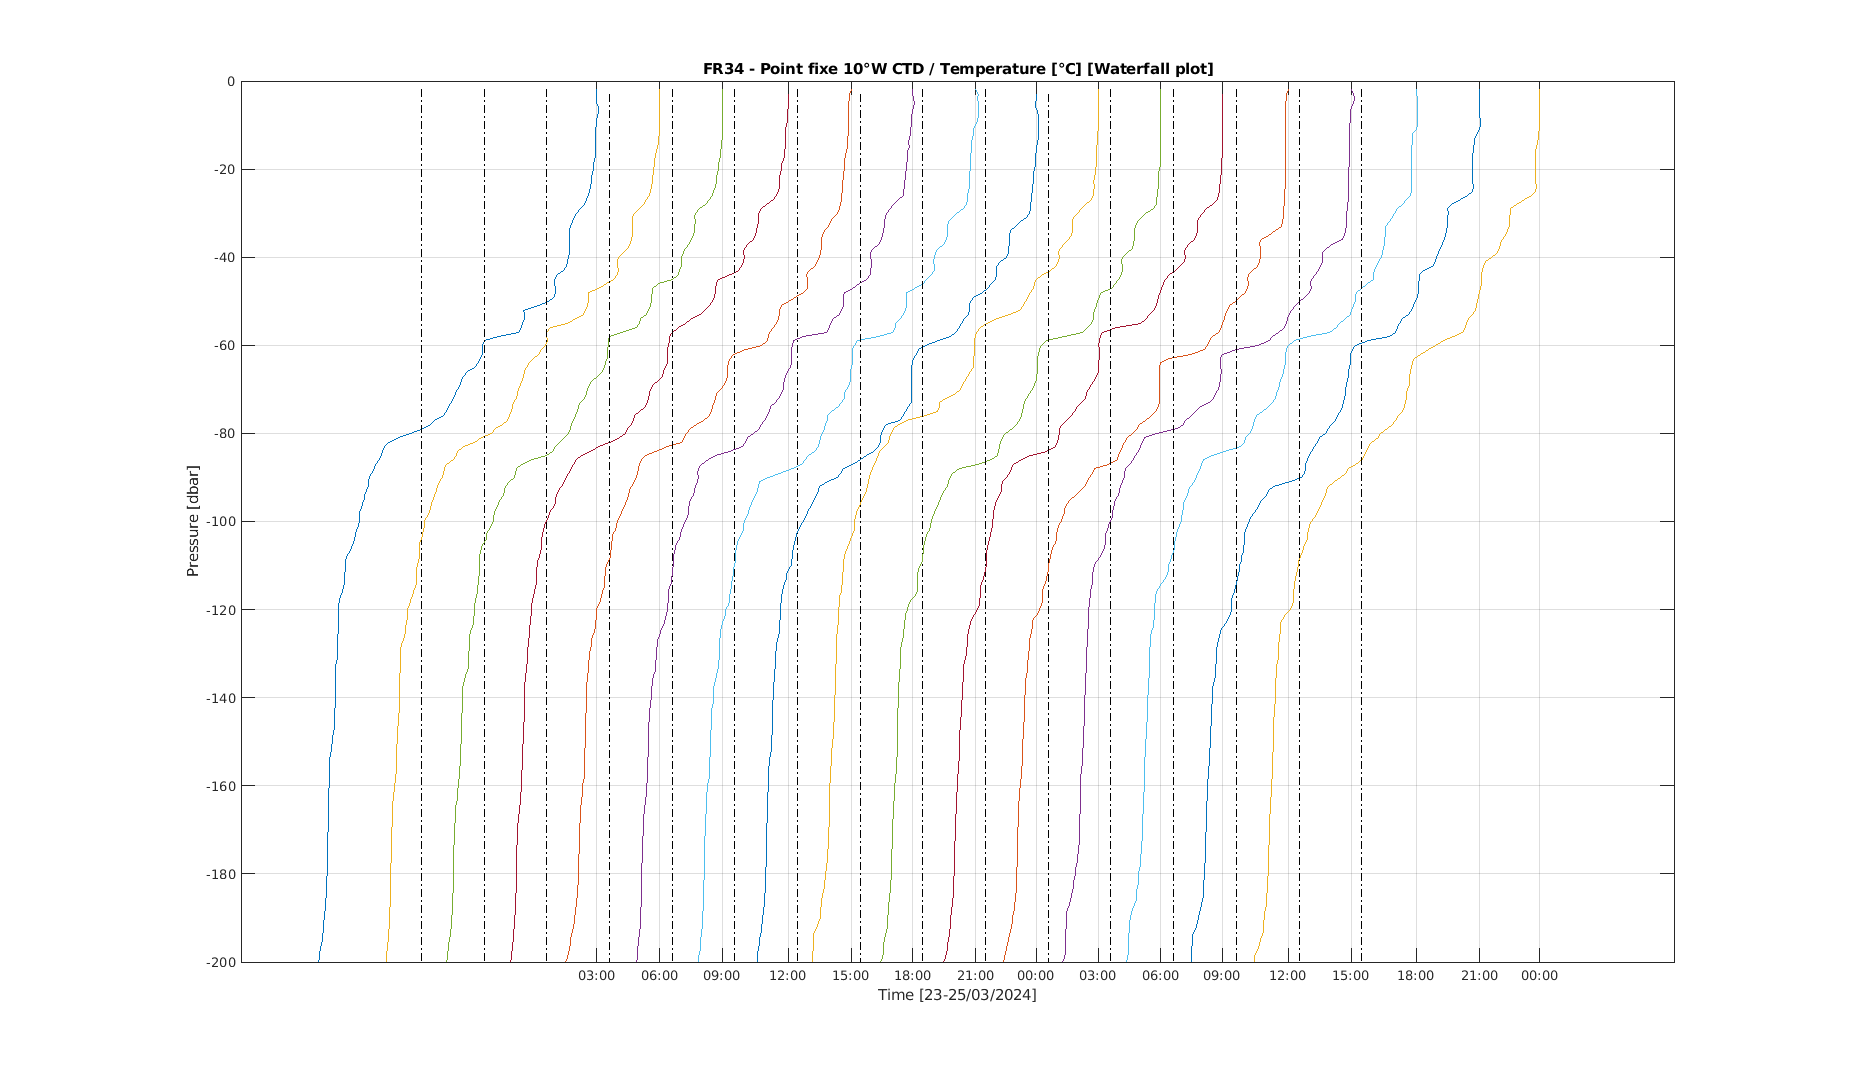 FR34 - Point fixe 10°W CTD / Temperature [°C] [Waterfall plot]
0
-20
-40
-60
-80
-100
-120
-140
-160
-180
-200
Pressure [dbar]
03:00 06:00 09:00 12:00 15:00 18:00 21:00 00:00 03:00 06:00 09:00 12:00 15:00 18:00 21:00 00:00
Time [23-25/03/2024]